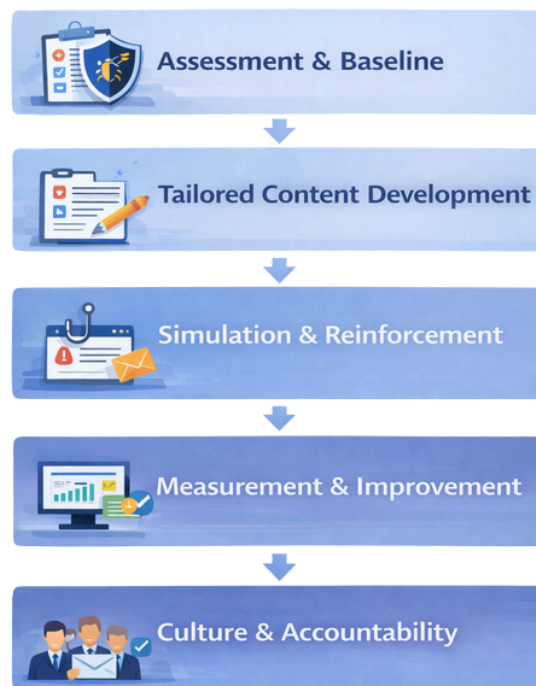 Assessment & Baseline
Tailored Content Development
Simulation & Reinforcement
Measurement & Improvement
Culture & Accountability